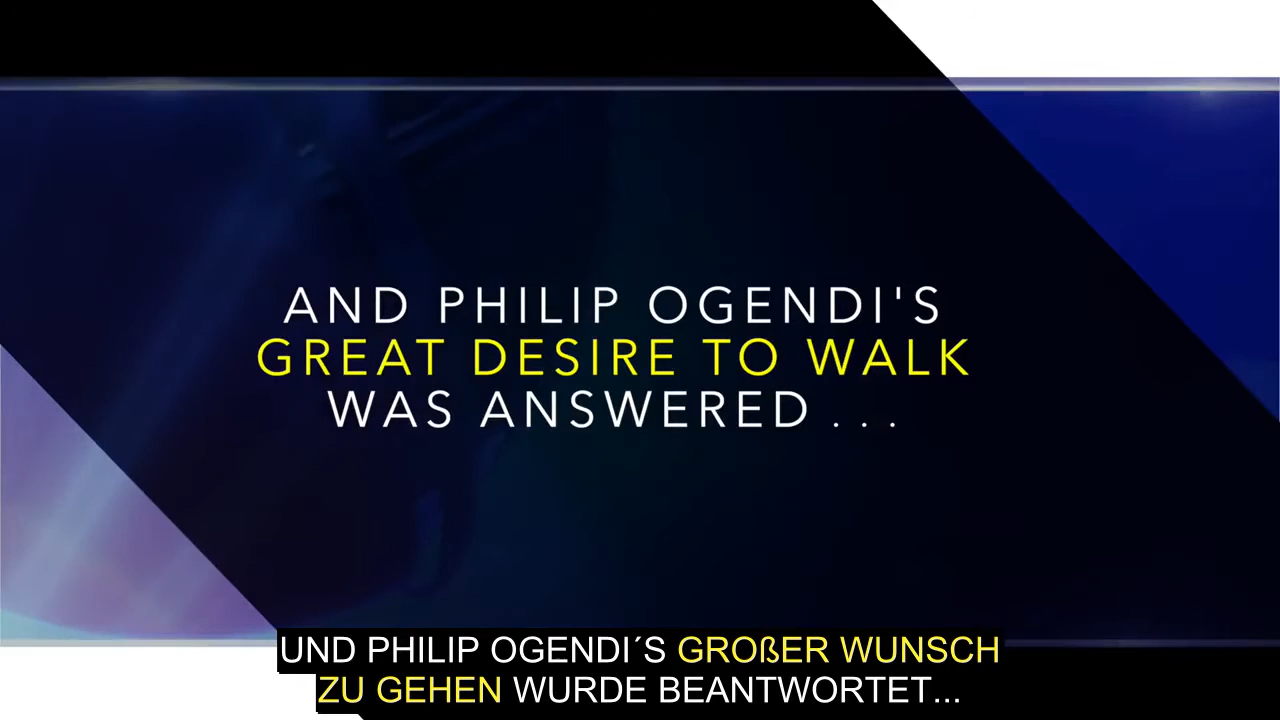 AND PHILIP OGENDI'S
GREAT DESIRE TO WALK
WAS ANSWERED . . .
UND PHILIP OGENDI´S GROßER WUNSCH
ZU GEHEN WURDE BEANTWORTET...